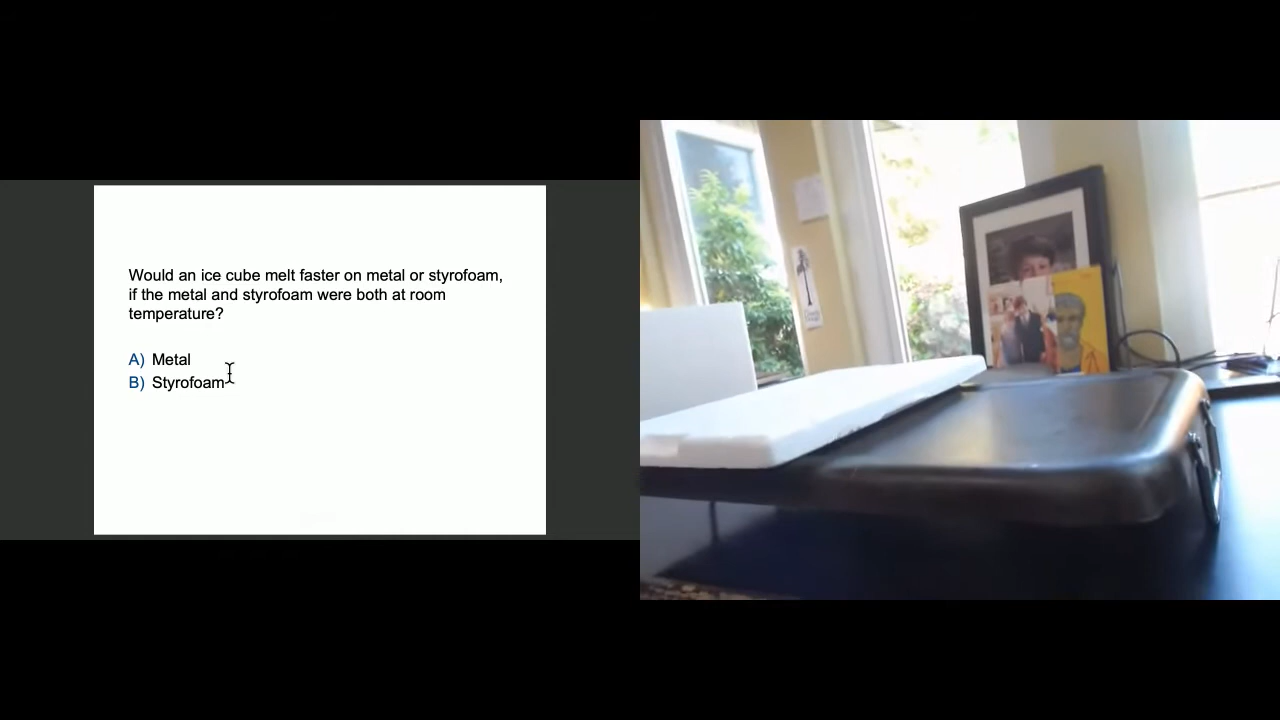 Would an ice cube melt faster on metal or styrofoam,
if the metal and styrofoam were both at room
temperature?
A) Metal
B) Styrofoam